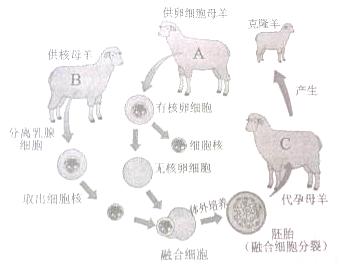 供卵细胞母羊
克隆羊
供核母羊
A
B
有核卵细胞
产生
分离乳腺
细胞
细胞核
C
无核卵细胞
取出细胞核
体外培养
代孕母羊
融合细胞
胚胎
(融合细胞分裂)